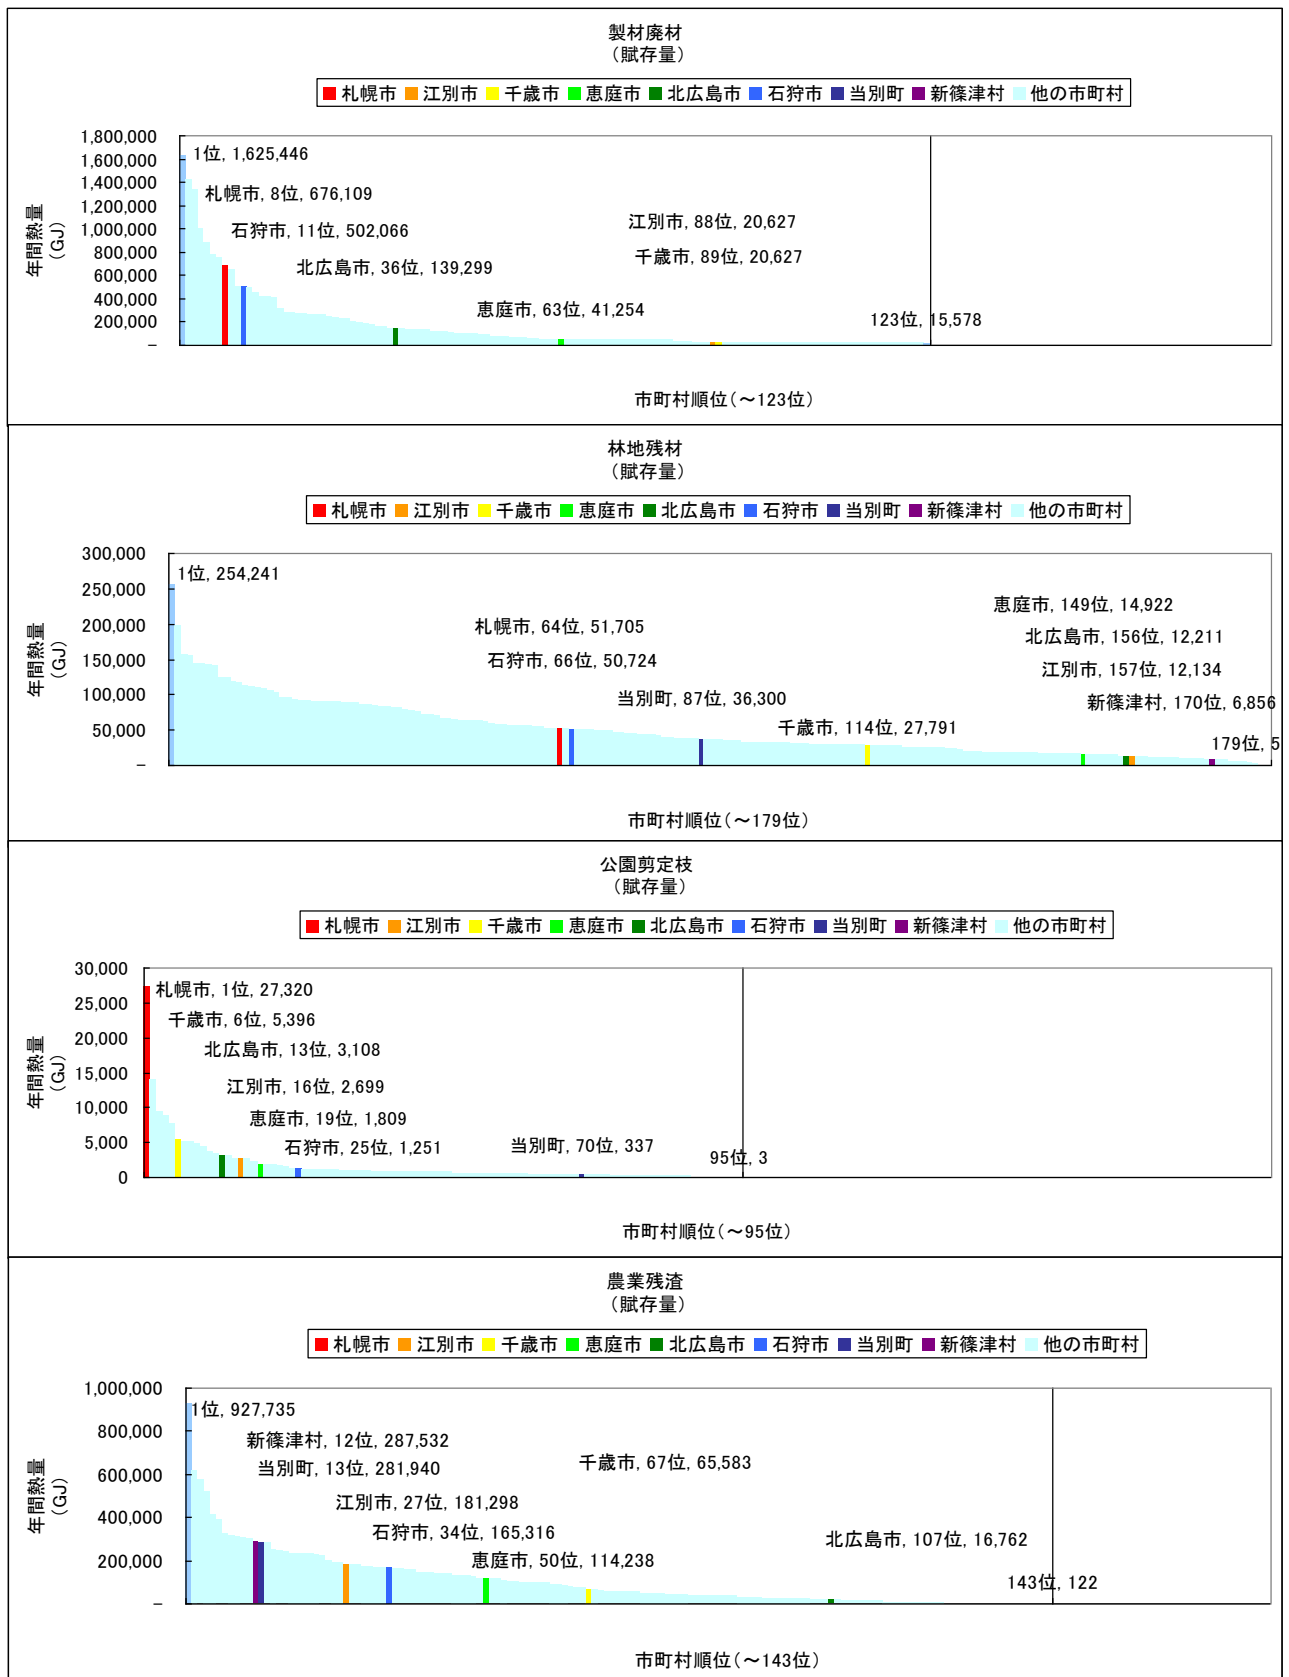 製材廃材
（賦存量）
札幌市 江別市 千歳市 恵庭市 北広島市 石狩市 当別町 新篠津村 他の市町村
年間熱量
（GJ）
1,800,000
1,600,000
1,400,000
1,200,000
1,000,000
800,000
600,000
400,000
200,000
–
1位, 1,625,446
札幌市, 8位, 676,109
石狩市, 11位, 502,066
北広島市, 36位, 139,299
恵庭市, 63位, 41,254
江別市, 88位, 20,627
千歳市, 89位, 20,627
123位, 15,578
市町村順位（～123位）
林地残材
（賦存量）
札幌市 江別市 千歳市 恵庭市 北広島市 石狩市 当別町 新篠津村 他の市町村
年間熱量
（GJ）
300,000
250,000
200,000
150,000
100,000
50,000
–
1位, 254,241
札幌市, 64位, 51,705
石狩市, 66位, 50,724
当別町, 87位, 36,300
千歳市, 114位, 27,791
恵庭市, 149位, 14,922
北広島市, 156位, 12,211
江別市, 157位, 12,134
新篠津村, 170位, 6,856
179位, 5
市町村順位（～179位）
公園剪定枝
（賦存量）
札幌市 江別市 千歳市 恵庭市 北広島市 石狩市 当別町 新篠津村 他の市町村
年間熱量
（GJ）
30,000
25,000
20,000
15,000
10,000
5,000
0
札幌市, 1位, 27,320
千歳市, 6位, 5,396
北広島市, 13位, 3,108
江別市, 16位, 2,699
恵庭市, 19位, 1,809
石狩市, 25位, 1,251
当別町, 70位, 337
95位, 3
市町村順位（～95位）
農業残渣
（賦存量）
札幌市 江別市 千歳市 恵庭市 北広島市 石狩市 当別町 新篠津村 他の市町村
年間熱量
（GJ）
1,000,000
800,000
600,000
400,000
200,000
–
1位, 927,735
新篠津村, 12位, 287,532
当別町, 13位, 281,940
江別市, 27位, 181,298
石狩市, 34位, 165,316
恵庭市, 50位, 114,238
千歳市, 67位, 65,583
北広島市, 107位, 16,762
143位, 122
市町村順位（～143位）